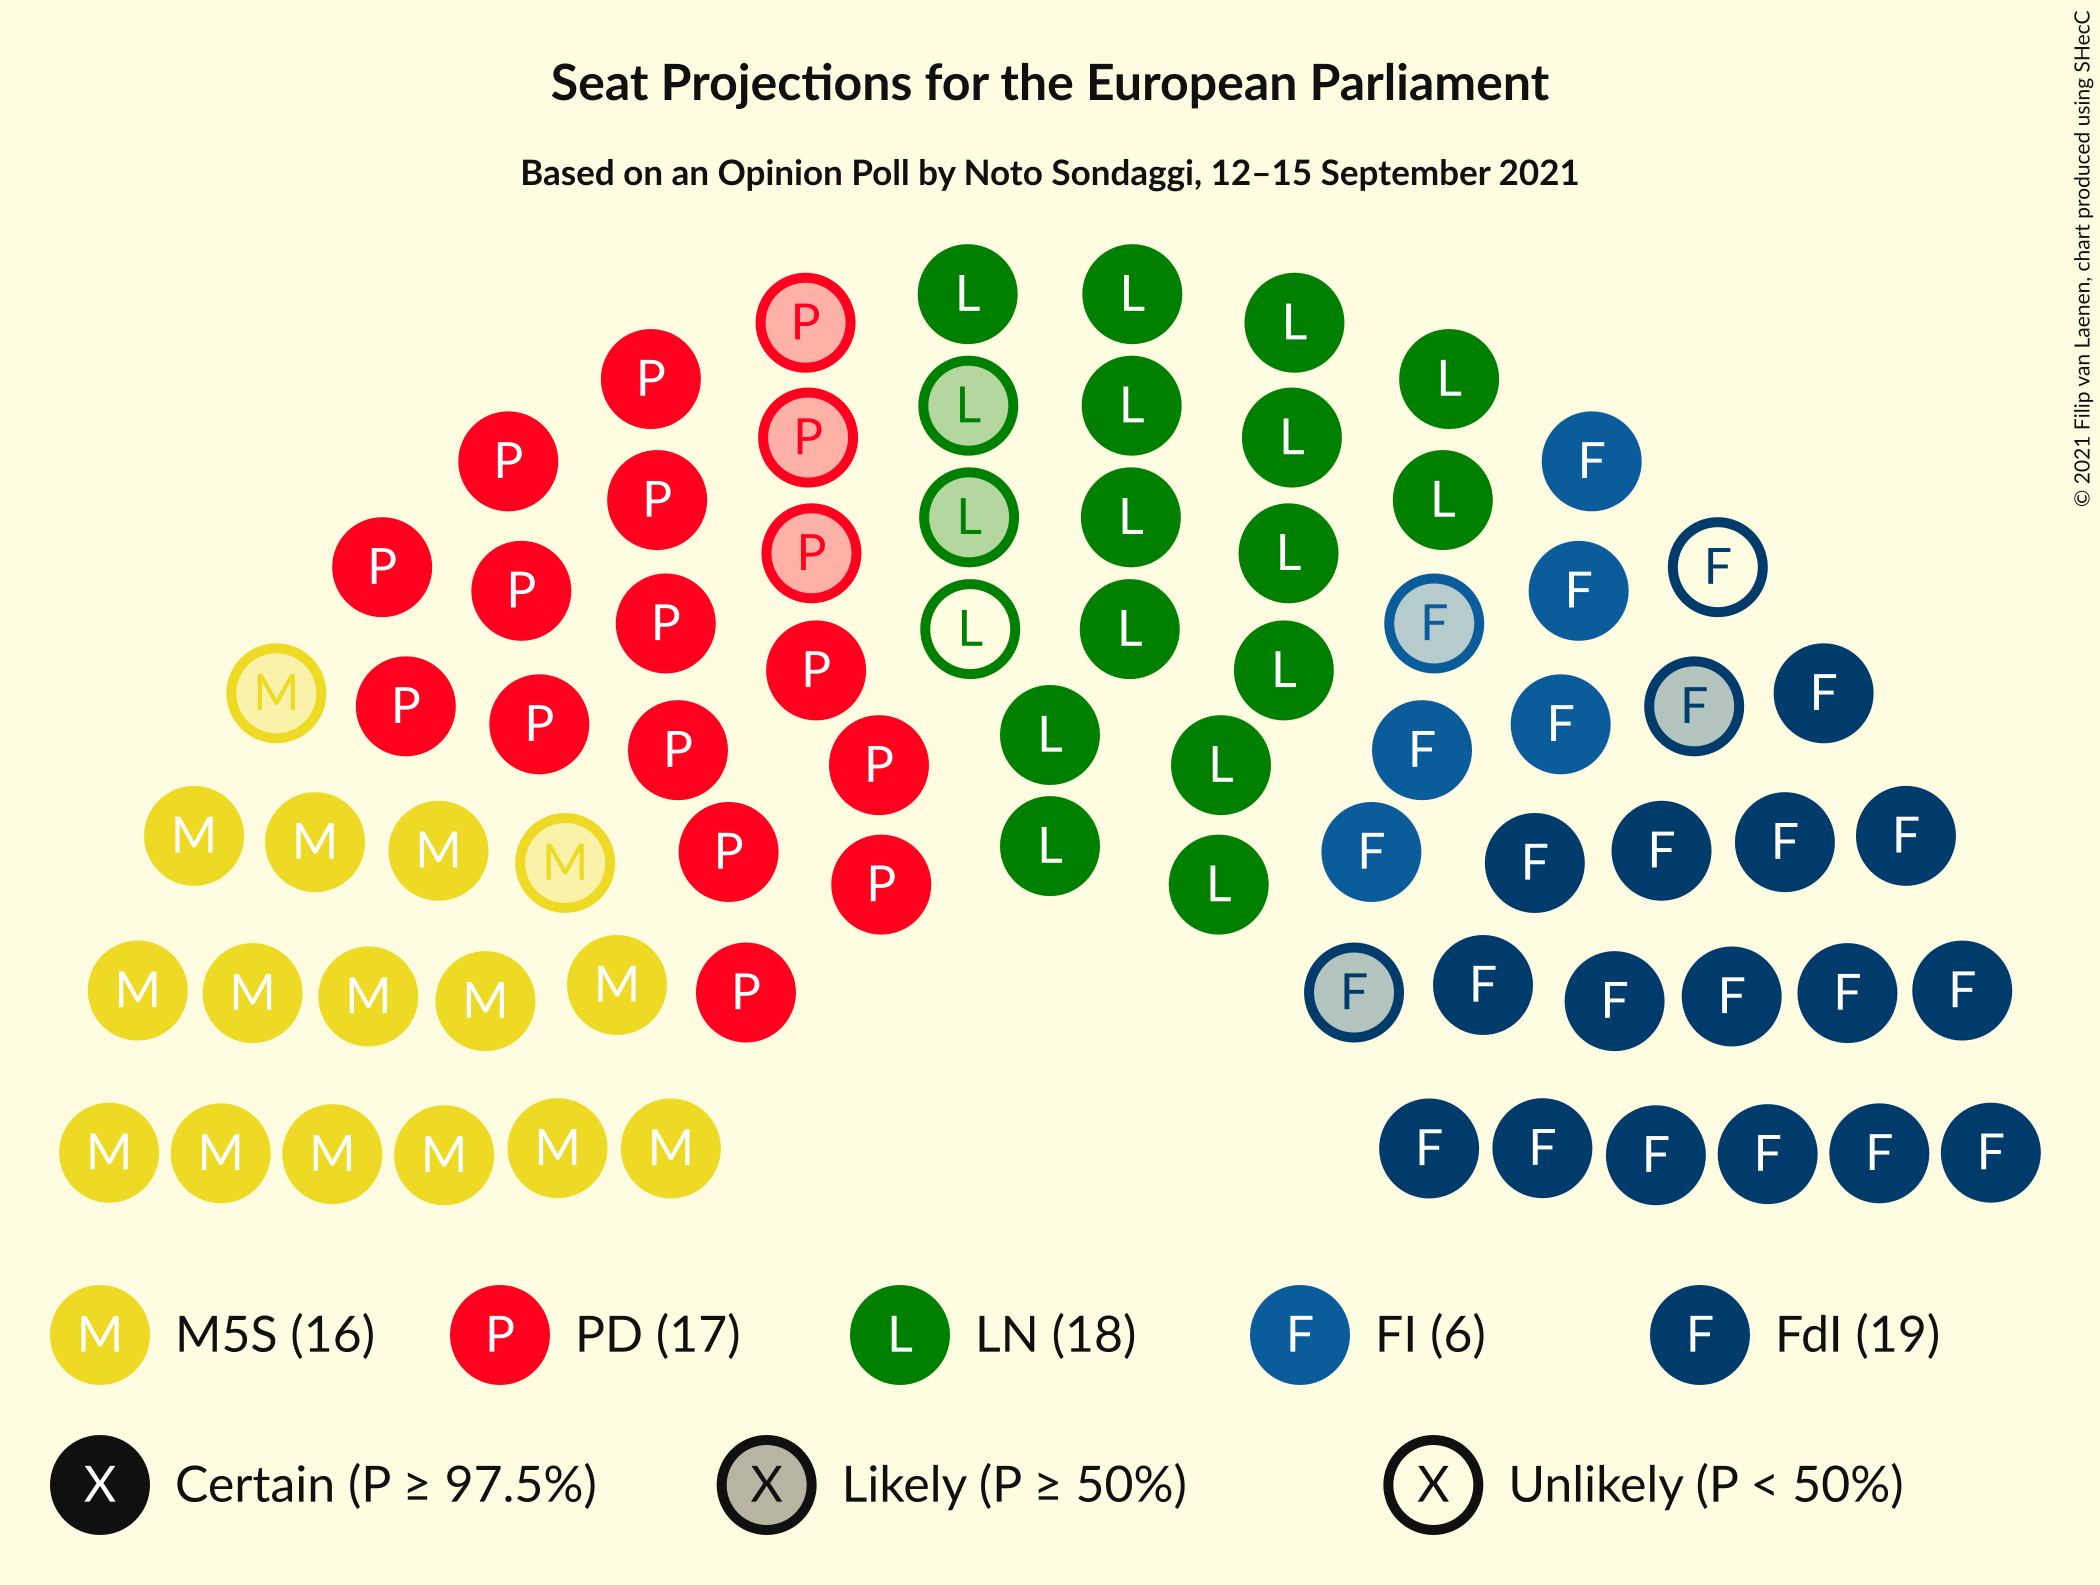 Seat Projections for the European Parliament
Based on an Opinion Poll by Noto Sondaggi, 12–15 September 2021
© 2021 Filip van Laenen, chart produced using SHecC
L L
P L L
P L
L L
P L
P F
P L
P L
P L
P F F
P F
P L L
M F
P F
P F
P F
L
P L
M M F F
M F
P F
L
M F
P L
M F
M M M M P F F F F F
M F
M M M M M M F F F F F F
M M5S (16) P PD (17) L LN (18) F FI (6) F FdI (19)
X Certain (P ≥ 97.5%) X Likely (P ≥ 50%) X Unlikely (P < 50%)